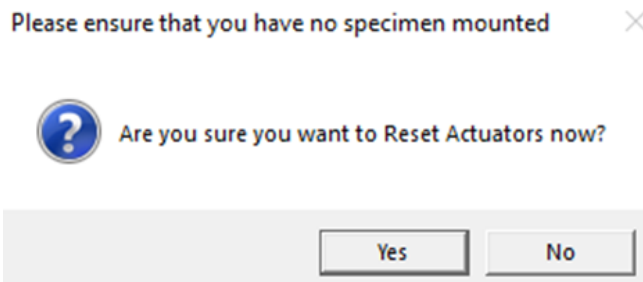 Please ensure that you have no specimen mounted
Are you sure you want to Reset Actuators now?
Yes
No